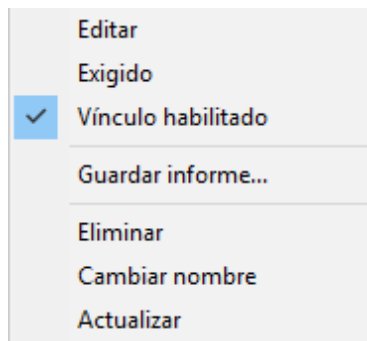 Editar
Exigido
Vínculo habilitado
Guardar informe...
Eliminar
Cambiar nombre
Actualizar